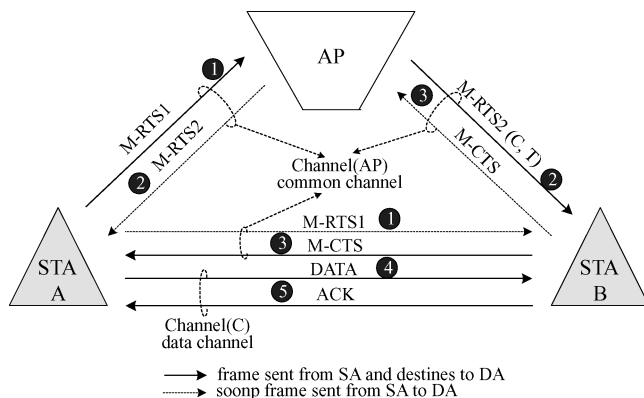 AP
1
M-RTS1
M-RTS2
2
3
M-RTS2 (C, T)
M-CTS
2
Channel(AP)
common channel
M-RTS1 1
3 M-CTS
DATA 4
5 ACK
STA
A
STA
B
Channel(C)
data channel
frame sent from SA and destines to DA
soonp frame sent from SA to DA